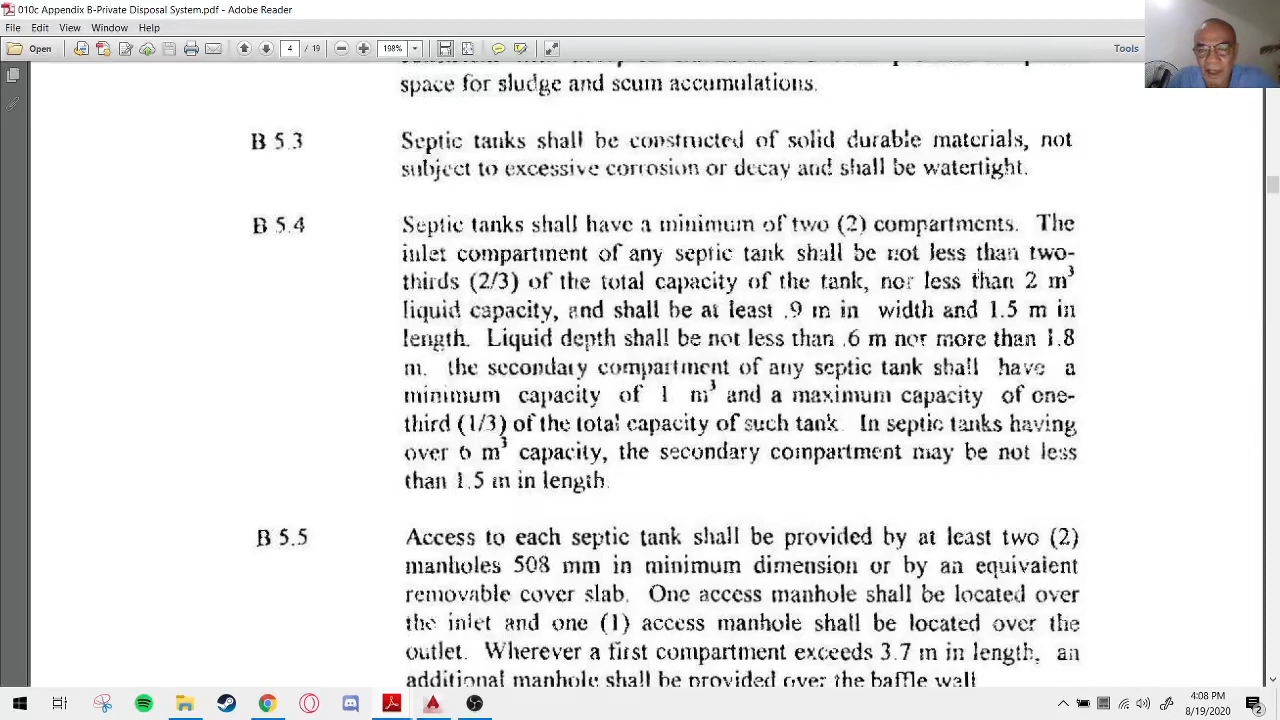 010c Appendix B-Private Disposal System.pdf - Adobe Reader
File Edit View Window Help
Open 4 / 19 198% Tools
space for sludge and scum accumulations.
B 5.3 Septic tanks shall be constructed of solid durable materials, not
subject to excessive corrosion or decay and shall be watertight.
B 5.4 Septic tanks shall have a minimum of two (2) compartments. The
inlet compartment of any septic tank shall be not less than two-
thirds (2/3) of the total capacity of the tank, nor less than 2 m³
liquid capacity, and shall be at least .9 m in width and 1.5 m in
length. Liquid depth shall be not less than .6 m nor more than 1.8
m. the secondary compartment of any septic tank shall have a
minimum capacity of 1 m³ and a maximum capacity of one-
third (1/3) of the total capacity of such tank. In septic tanks having
over 6 m³ capacity, the secondary compartment may be not less
than 1.5 m in length.
B 5.5 Access to each septic tank shall be provided by at least two (2)
manholes 508 mm in minimum dimension or by an equivalent
removable cover slab. One access manhole shall be located over
the inlet and one (1) access manhole shall be located over the
outlet. Wherever a first compartment exceeds 3.7 m in length, an
additional manhole shall be provided over the baffle wall
4:08 PM
8/19/2020
2